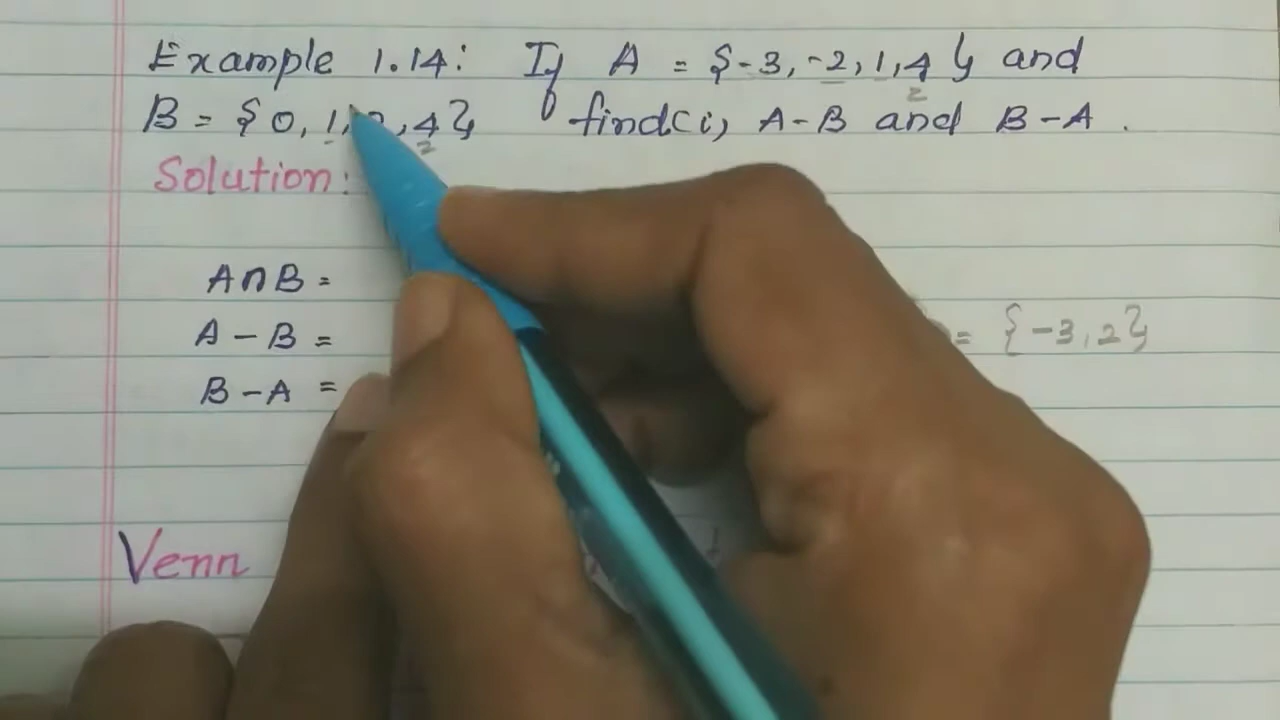 Example 1.14: If A = {-3, -2, 1, 4} and
B = {0, 1, , 4} find (i) A-B and B-A.
Solution:
A∩B =
A-B = = {-3, 2}
B-A =
Venn